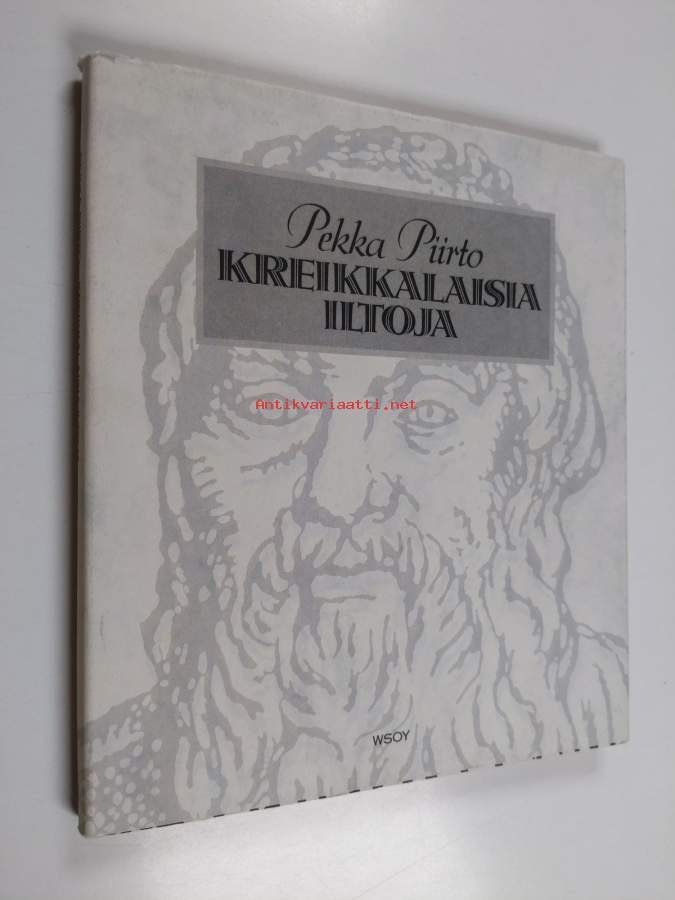 Pekka Piirto
KREIKKALAISIA
ILTOJA
Antikvariaatti.net
WSOY